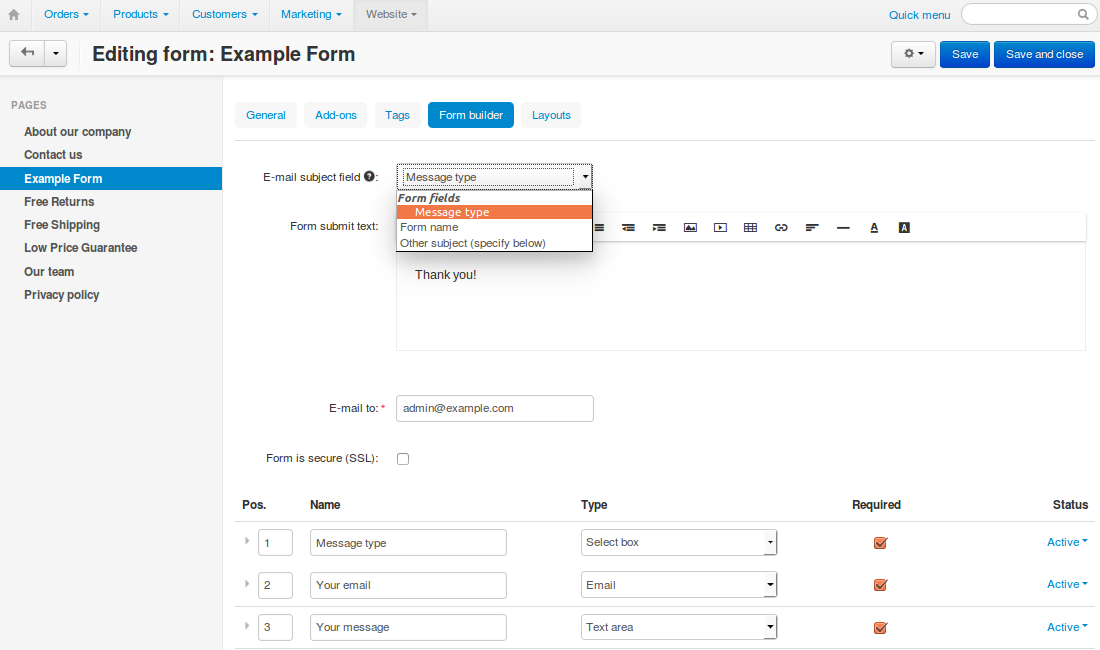 Orders Products Customers Marketing Website Quick menu
Editing form: Example Form Save Save and close
PAGES
About our company
Contact us
Example Form
Free Returns
Free Shipping
Low Price Guarantee
Our team
Privacy policy
General Add-ons Tags Form builder Layouts
E-mail subject field ?: Message type
Form fields
Message type
Form name
Other subject (specify below)
Form submit text:
A A
Thank you!
E-mail to:* admin@example.com
Form is secure (SSL):
Pos. Name Type Required Status
1 Message type Select box Active
2 Your email Email Active
3 Your message Text area Active